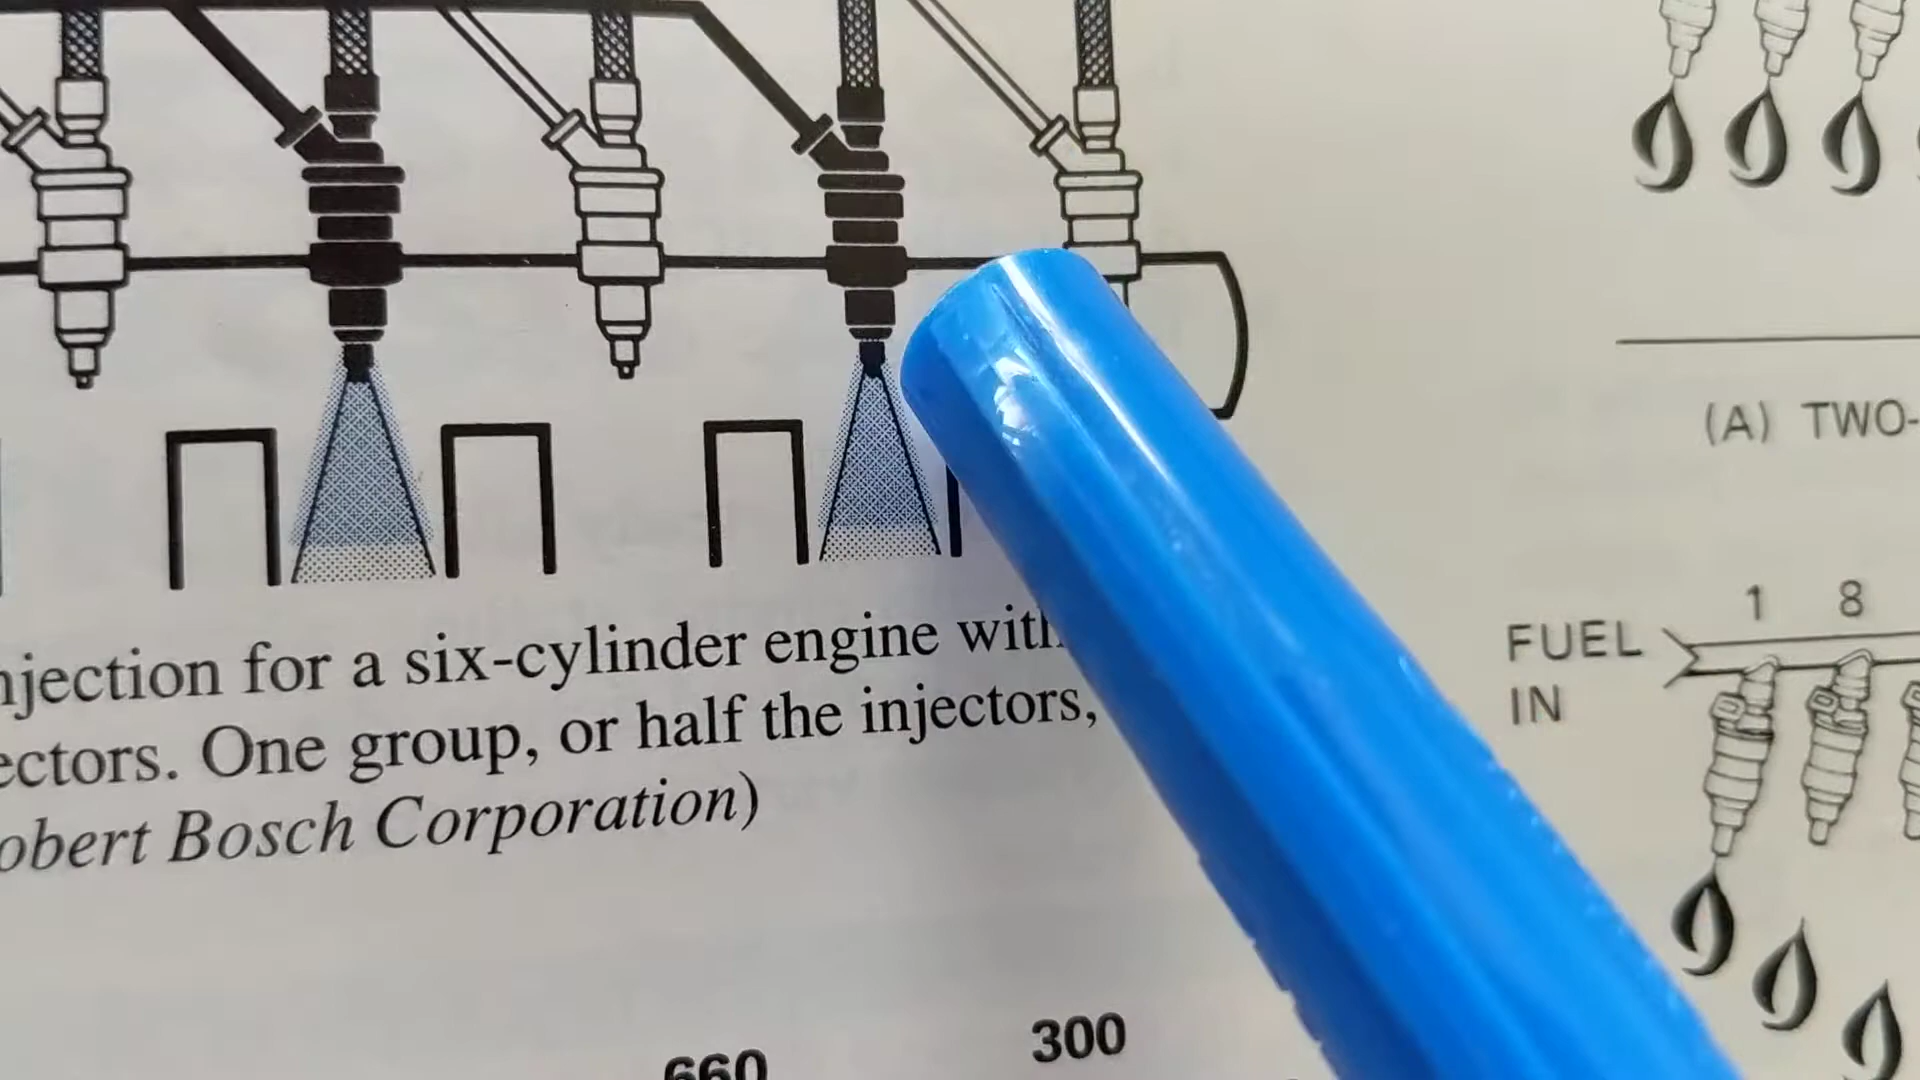 njection for a six-cylinder engine with
ectors. One group, or half the injectors,
obert Bosch Corporation)
660
300
(A) TWO-
1 8
FUEL
IN